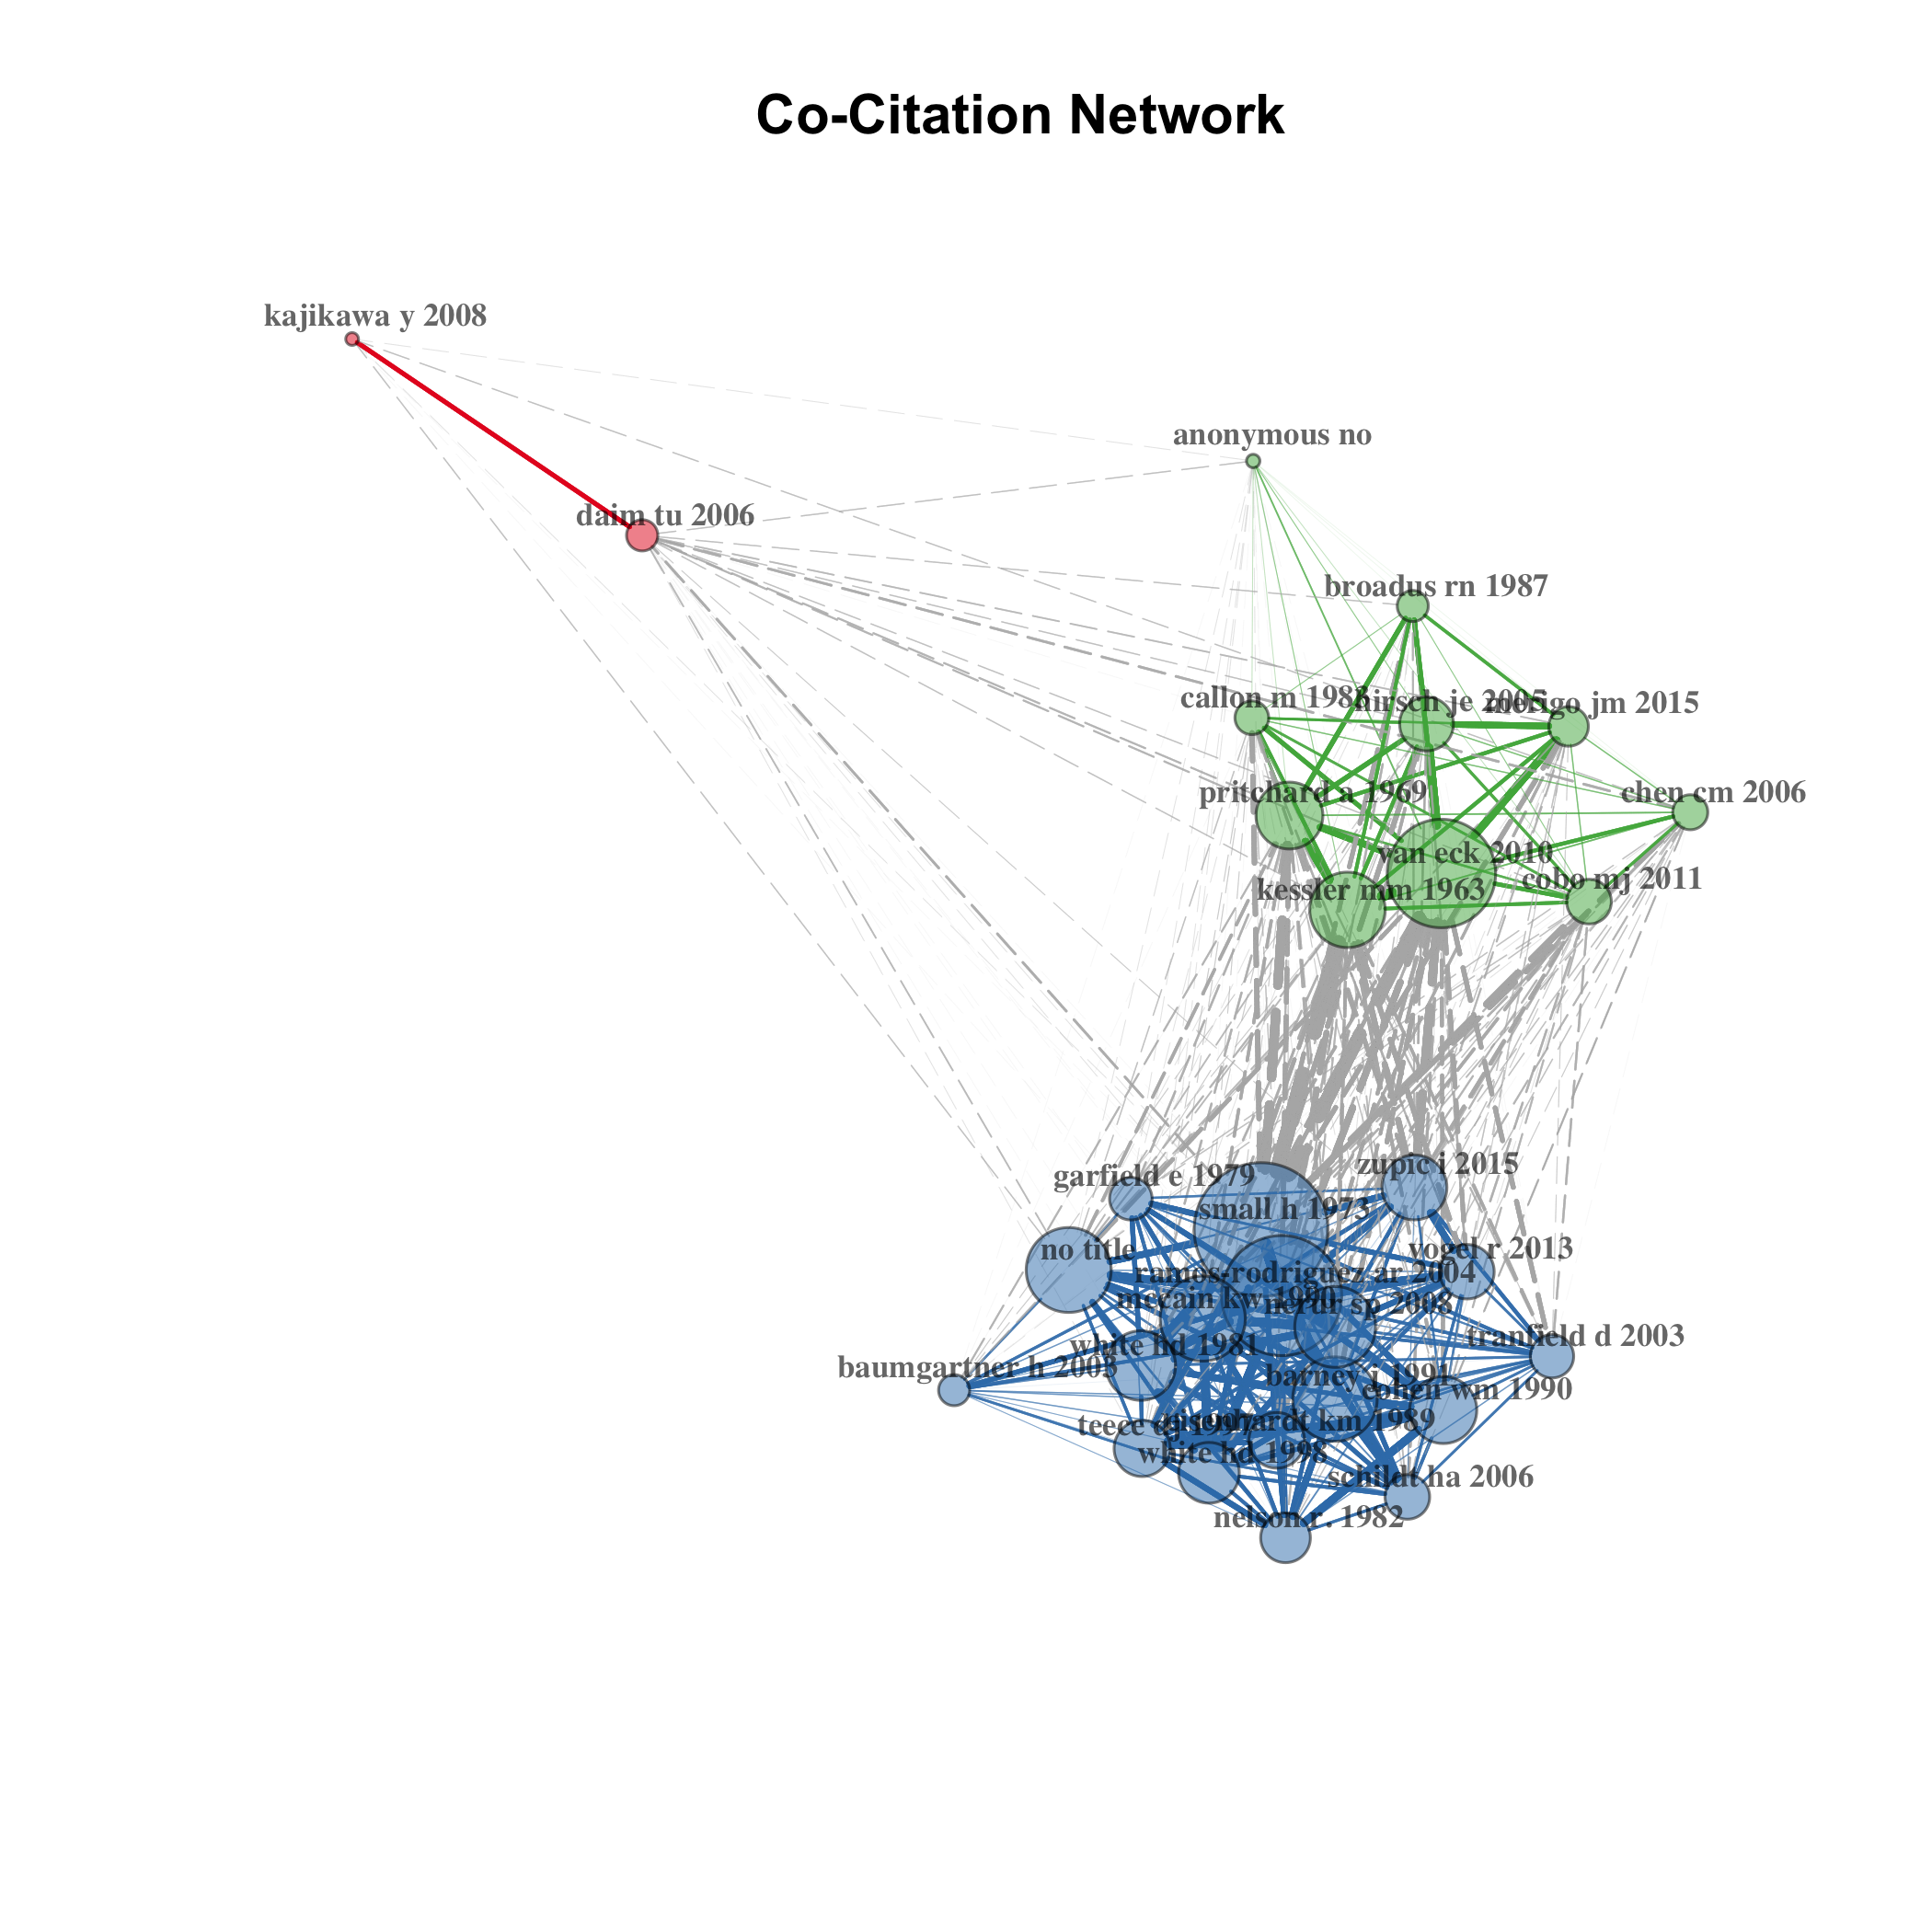 Co-Citation Network
kajikawa y 2008
anonymous no
daim tu 2006
broadus rn 1987
callon m 1983
hirsch je 2005
merigo jm 2015
pritchard a 1969
chen cm 2006
van eck 2010
cobo mj 2011
kessler mm 1963
zupic i 2015
garfield e 1979
small h 1973
no title
vogel r 2013
ramos-rodriguez ar 2004
mccain kw 1990
nerur sp 2008
tranfield d 2003
white hd 1981
baumgartner h 2003
barney j 1991
cohen wm 1990
teece dj 1997
eisenhardt km 1989
white hd 1998
schildt ha 2006
nelson r. 1982